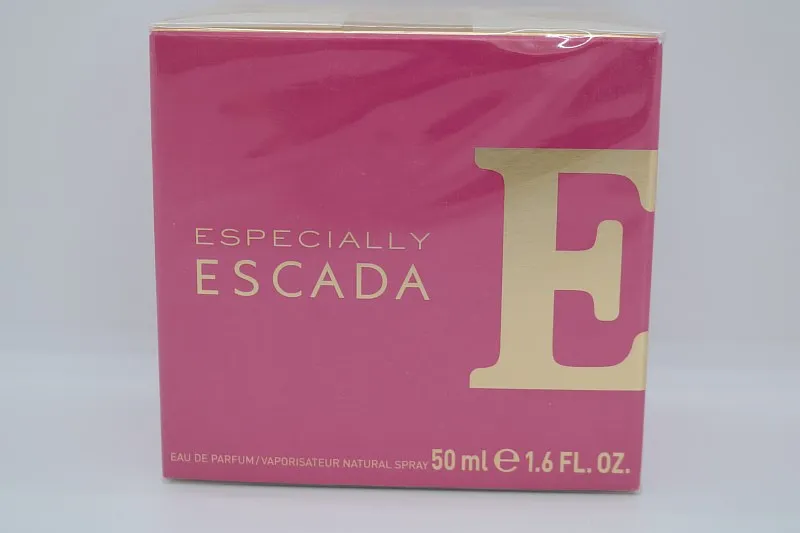 ESPECIALLY
ESCADA
E
EAU DE PARFUM/VAPORISATEUR NATURAL SPRAY 50 ml ℮ 1.6 FL. OZ.